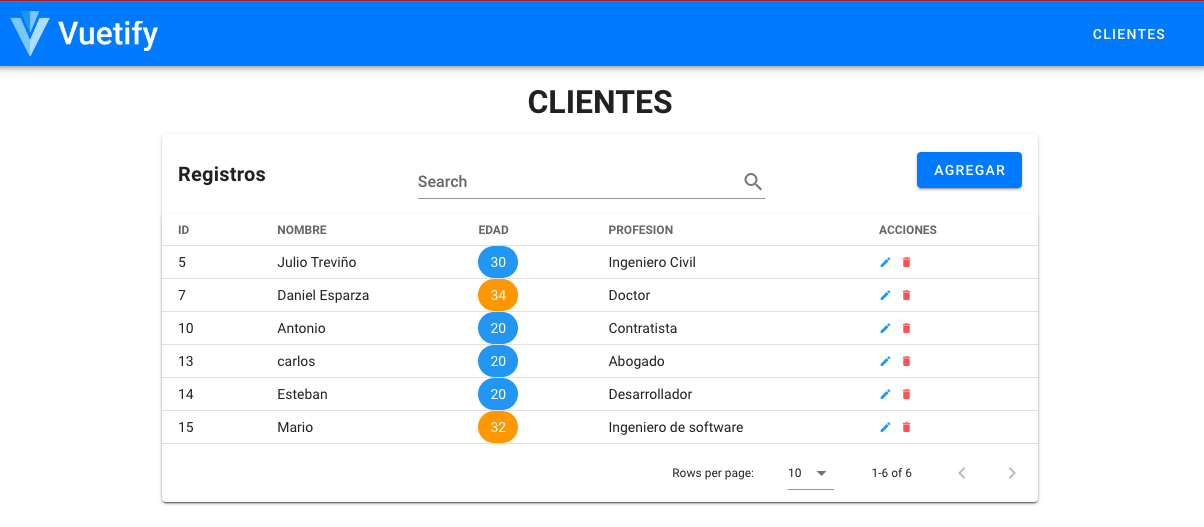 Vuetify CLIENTES
CLIENTES
Registros Search AGREGAR
ID NOMBRE EDAD PROFESION ACCIONES
5 Julio Treviño 30 Ingeniero Civil
7 Daniel Esparza 34 Doctor
10 Antonio 20 Contratista
13 carlos 20 Abogado
14 Esteban 20 Desarrollador
15 Mario 32 Ingeniero de software
Rows per page: 10 1-6 of 6